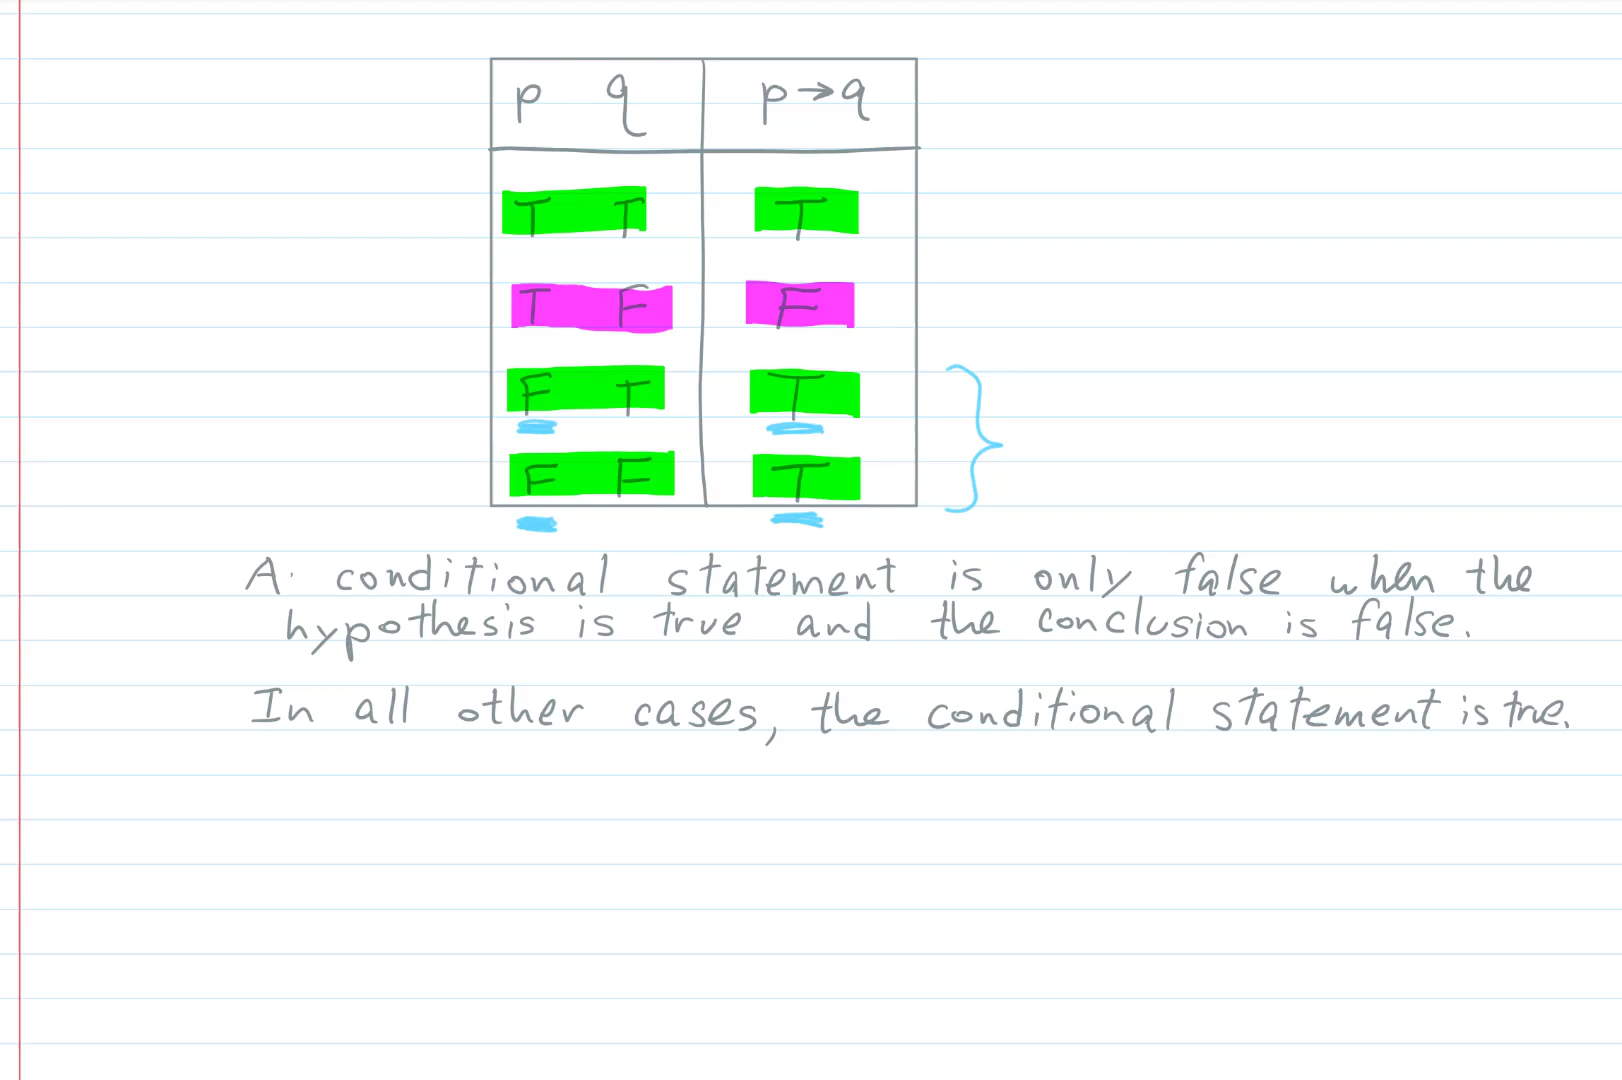 p q p→q
T T T
T F F
F T T
F F T
A conditional statement is only false when the
hypothesis is true and the conclusion is false.
In all other cases, the conditional statement is true.